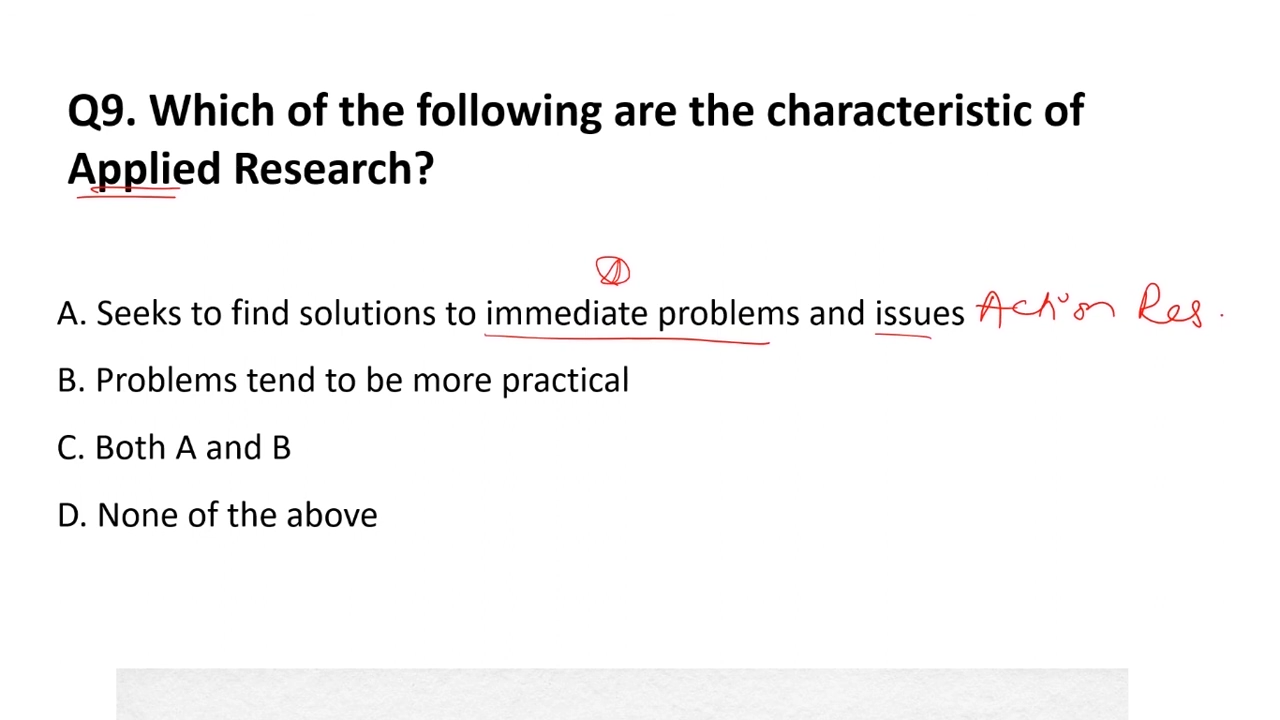 Q9. Which of the following are the characteristic of
Applied Research?
A. Seeks to find solutions to immediate problems and issues Action Res.
B. Problems tend to be more practical
C. Both A and B
D. None of the above